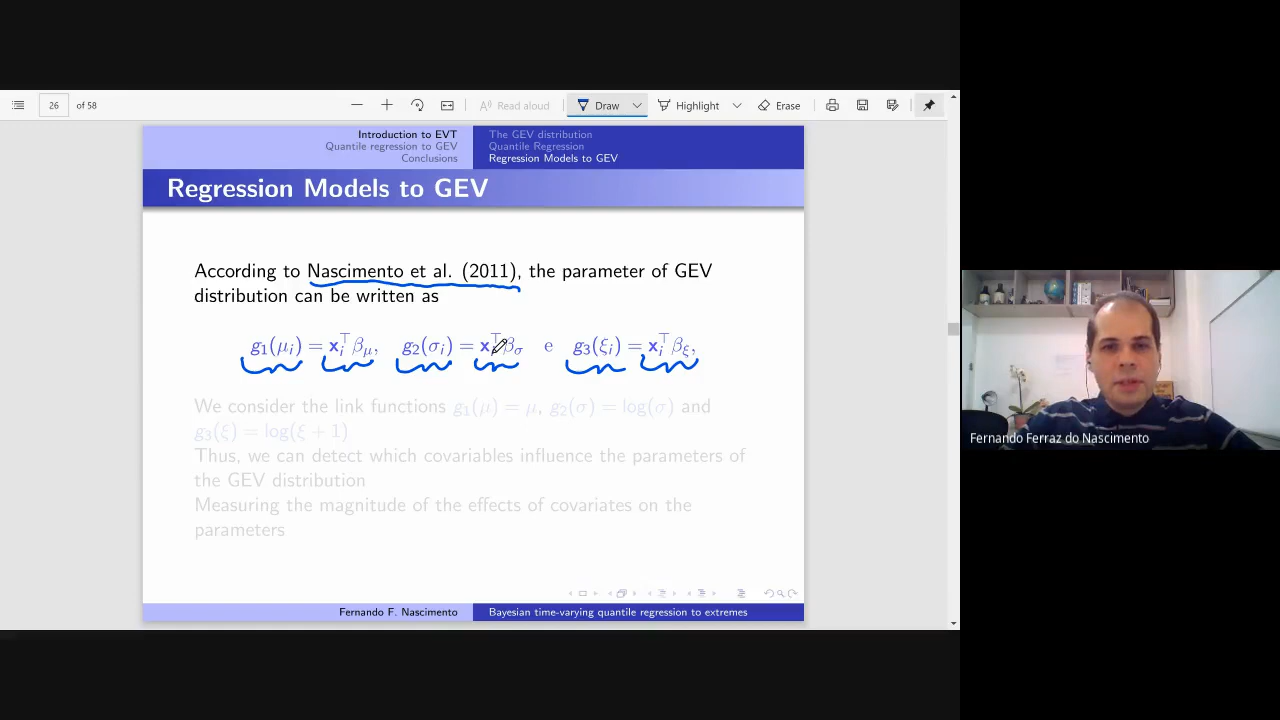 26 of 58
Read aloud
Draw
Highlight
Erase
Introduction to EVT
Quantile regression to GEV
Conclusions
The GEV distribution
Quantile Regression
Regression Models to GEV
Regression Models to GEV
According to Nascimento et al. (2011), the parameter of GEV
distribution can be written as
g₁(μᵢ) = xᵢ⊤βμ, g₂(σᵢ) = xᵢ⊤βσ e g₃(ξᵢ) = xᵢ⊤βξ,
We consider the link functions g₁(μ) = μ, g₂(σ) = log(σ) and
g₃(ξ) = log(ξ + 1)
Thus, we can detect which covariables influence the parameters of
the GEV distribution
Measuring the magnitude of the effects of covariates on the
parameters
Fernando F. Nascimento
Bayesian time-varying quantile regression to extremes
Fernando Ferraz do Nascimento